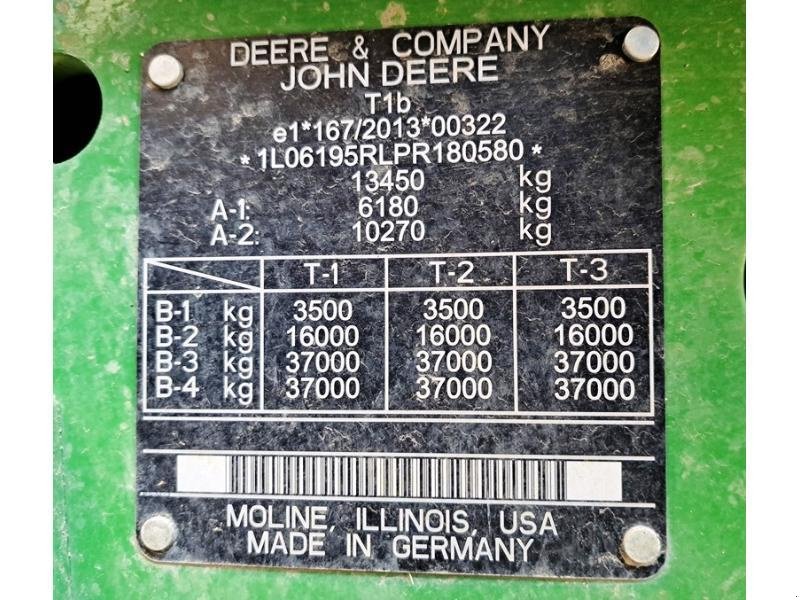 DEERE & COMPANY
JOHN DEERE
T1b
e1*167/2013*00322
*1L06195RLPR180580*
13450 kg
A-1: 6180 kg
A-2: 10270 kg
T-1 T-2 T-3
B-1 kg 3500 3500 3500
B-2 kg 16000 16000 16000
B-3 kg 37000 37000 37000
B-4 kg 37000 37000 37000
MOLINE, ILLINOIS, USA
MADE IN GERMANY